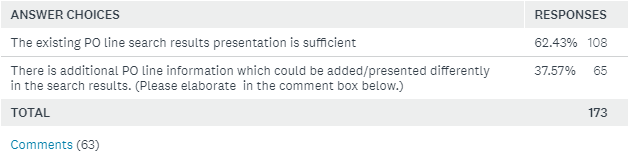 ANSWER CHOICES RESPONSES
The existing PO line search results presentation is sufficient 62.43% 108
There is additional PO line information which could be added/presented differently 37.57% 65
in the search results. (Please elaborate in the comment box below.)
TOTAL 173
Comments (63)